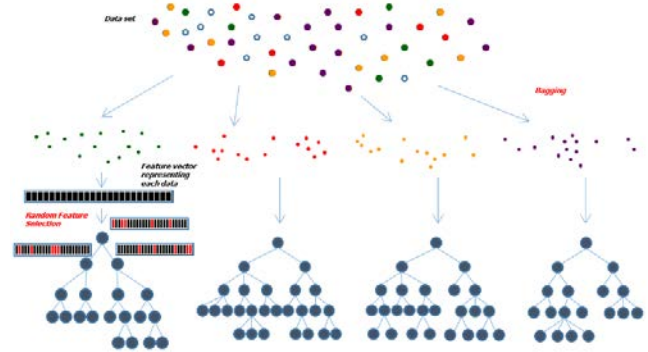 Data set
Bagging
Feature vector
representing
each data
Random Feature
Selection